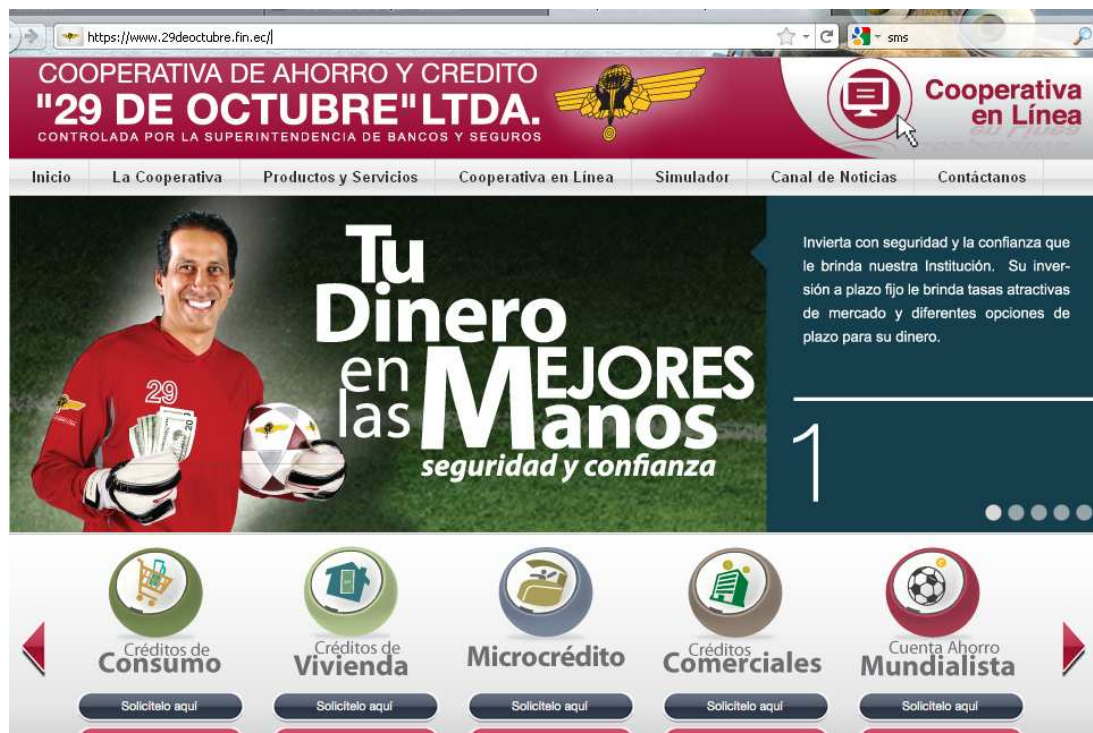 https://www.29deoctubre.fin.ec/
sms
COOPERATIVA DE AHORRO Y CREDITO
"29 DE OCTUBRE"LTDA.
CONTROLADA POR LA SUPERINTENDENCIA DE BANCOS Y SEGUROS
Cooperativa
en Línea
Inicio La Cooperativa Productos y Servicios Cooperativa en Línea Simulador Canal de Noticias Contáctanos
Tu
Dinero
en las MEJORES
Manos
seguridad y confianza
29
20
Invierta con seguridad y la confianza que
le brinda nuestra Institución. Su inver-
sión a plazo fijo le brinda tasas atractivas
de mercado y diferentes opciones de
plazo para su dinero.
1
Créditos de
Consumo
Créditos de
Vivienda
Microcrédito
Créditos
Comerciales
Cuenta Ahorro
Mundialista
Solicítelo aquí Solicítelo aquí Solicítelo aquí Solicítelo aquí Solicítelo aquí